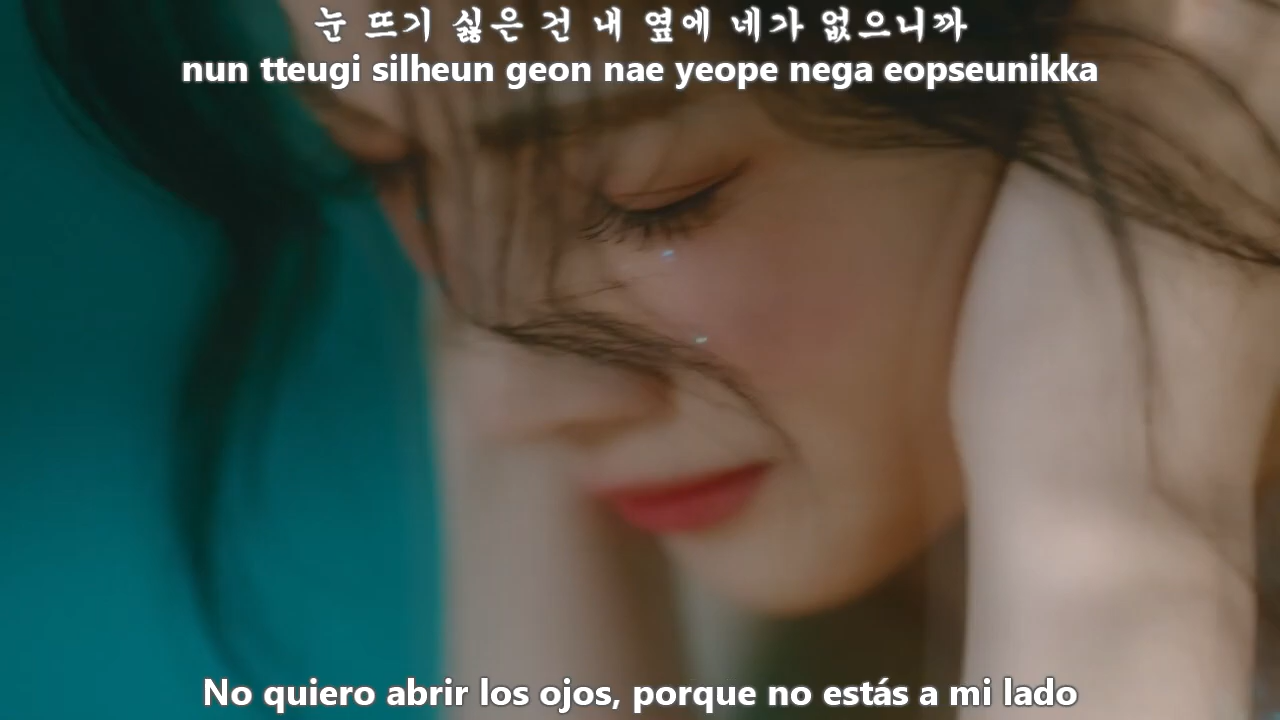 눈 뜨기 싫은 건 내 옆에 네가 없으니까
nun tteugi silheun geon nae yeope nega eopseunikka
No quiero abrir los ojos, porque no estás a mi lado